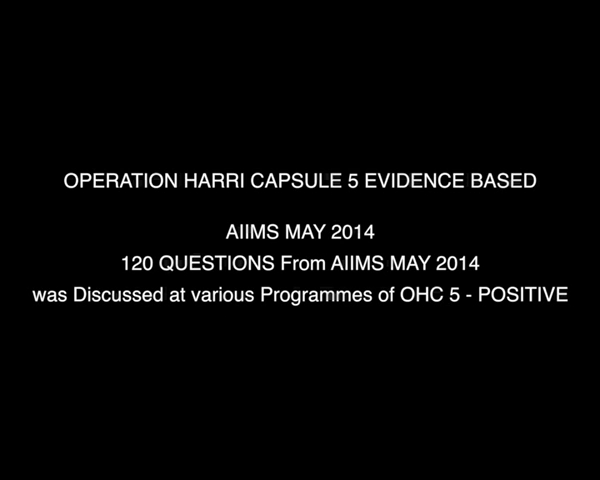 OPERATION HARRI CAPSULE 5 EVIDENCE BASED
AIIMS MAY 2014
120 QUESTIONS From AIIMS MAY 2014
was Discussed at various Programmes of OHC 5 - POSITIVE